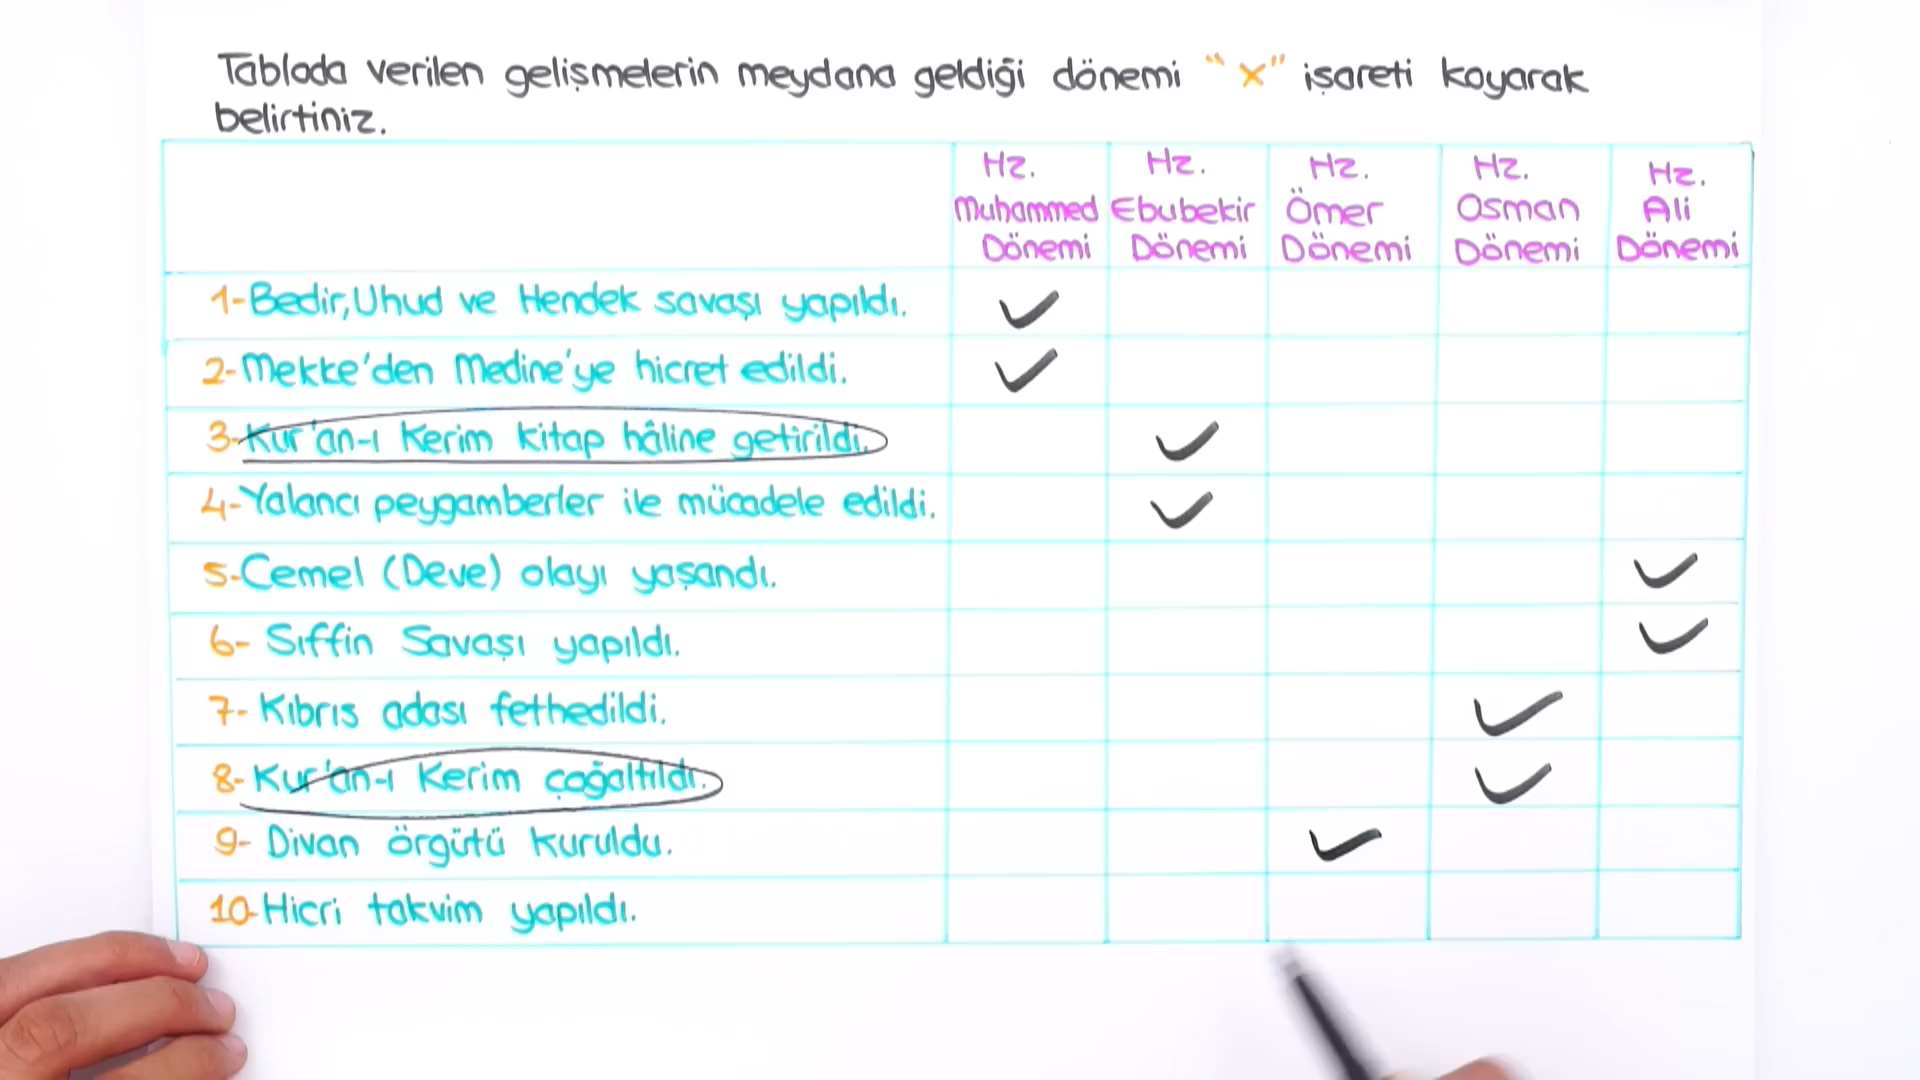 Tabloda verilen gelişmelerin meydana geldiği dönemi "x" işareti koyarak
belirtiniz.
Hz. Muhammed Dönemi
Hz. Ebubekir Dönemi
Hz. Ömer Dönemi
Hz. Osman Dönemi
Hz. Ali Dönemi
1-Bedir,Uhud ve Hendek savaşı yapıldı.
2-Mekke'den Medine'ye hicret edildi.
3-Kur'an-ı Kerim kitap hâline getirildi.
4-Yalancı peygamberler ile mücadele edildi.
5-Cemel (Deve) olayı yaşandı.
6- Sıffin Savaşı yapıldı.
7- Kıbrıs adası fethedildi.
8- Kur'an-ı Kerim çoğaltıldı.
9- Divan örgütü kuruldu.
10-Hicri takvim yapıldı.